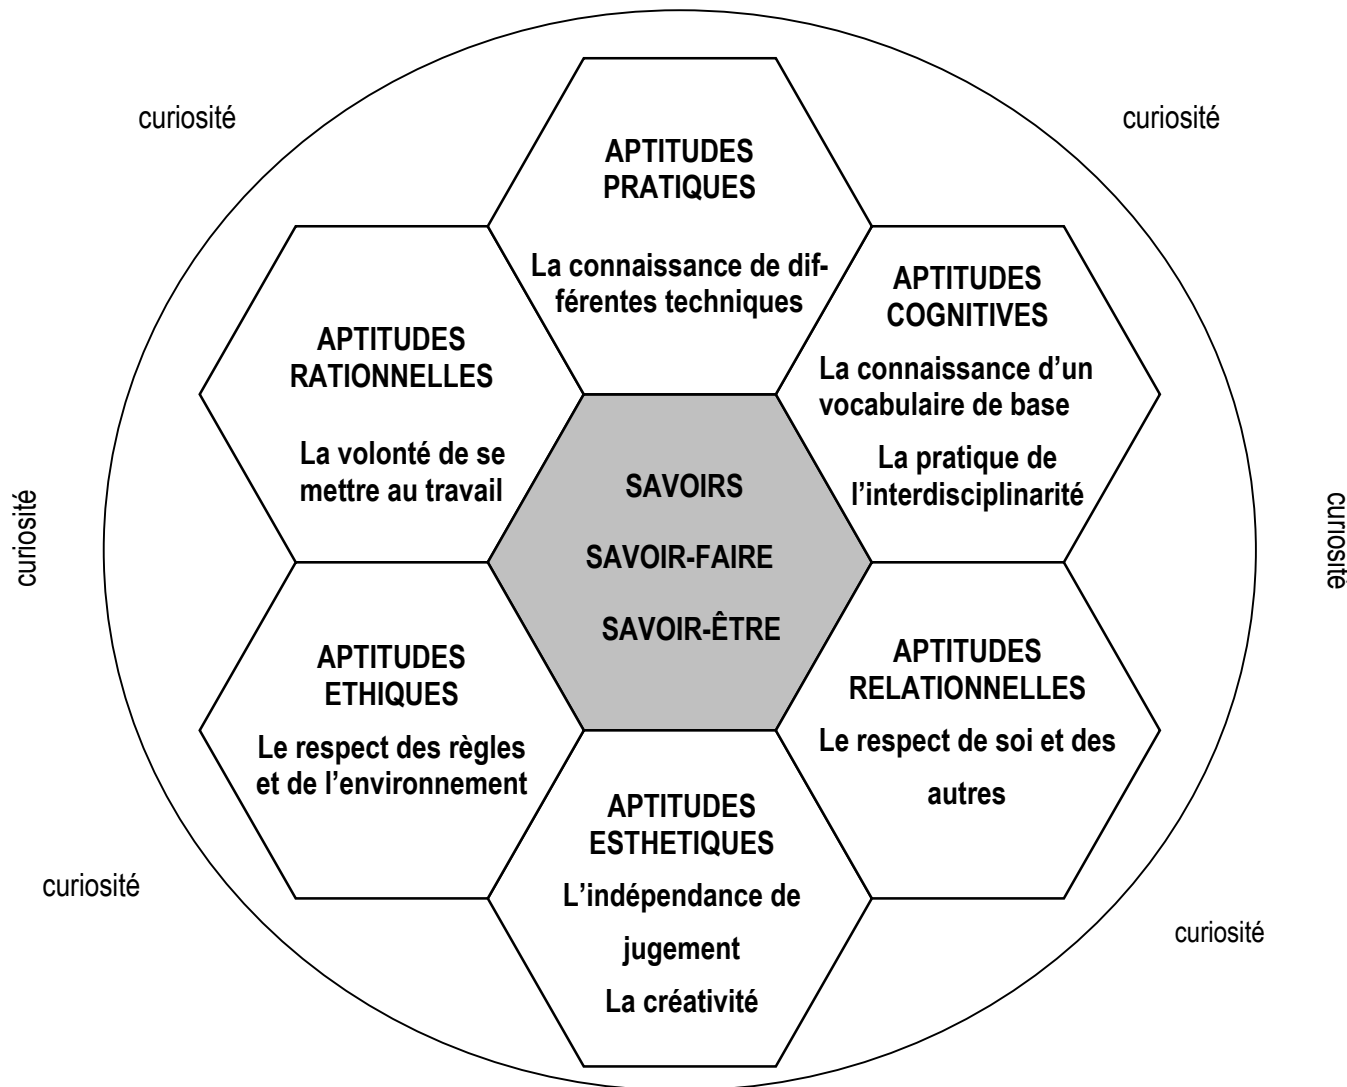 curiosité
curiosité
APTITUDES
PRATIQUES
La connaissance de dif-
férentes techniques
APTITUDES
COGNITIVES
La connaissance d’un
vocabulaire de base
La pratique de
l’interdisciplinarité
APTITUDES
RATIONNELLES
La volonté de se
mettre au travail
SAVOIRS
SAVOIR-FAIRE
SAVOIR-ÊTRE
curiosité
curiosité
APTITUDES
ETHIQUES
Le respect des règles
et de l’environnement
APTITUDES
RELATIONNELLES
Le respect de soi et des
autres
APTITUDES
ESTHETIQUES
L’indépendance de
jugement
La créativité
curiosité
curiosité